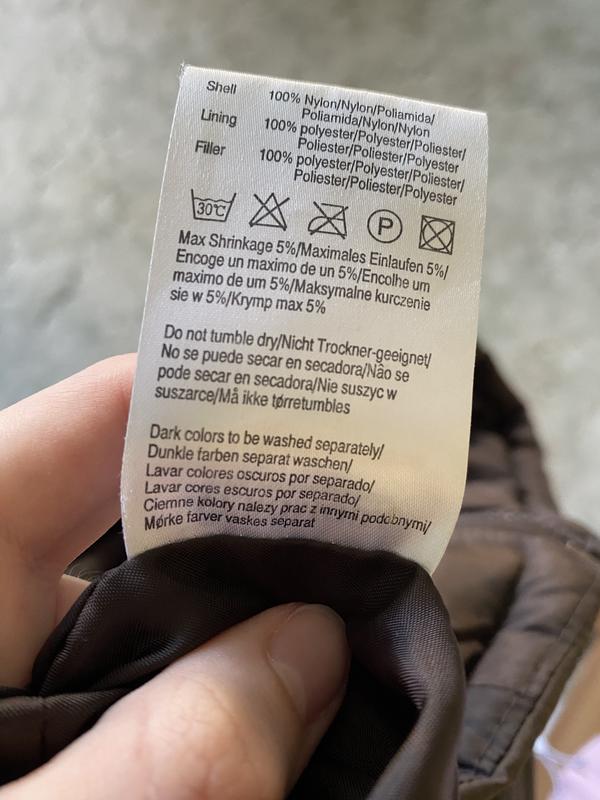 Shell 100% Nylon/Nylon/Poliamida/
Poliamida/Nylon/Nylon
Lining 100% polyester/Polyester/Poliester/
Poliester/Poliester/Polyester
Filler 100% polyester/Polyester/Poliester/
Poliester/Poliester/Polyester
30°C P
Max Shrinkage 5%/Maximales Einlaufen 5%/
Encoge un maximo de un 5%/Encolhe um
maximo de um 5%/Maksymalne kurczenie
sie w 5%/Krymp max 5%
Do not tumble dry/Nicht Trockner-geeignet/
No se puede secar en secadora/Não se
pode secar en secadora/Nie suszyc w
suszarce/Må ikke tørretumbles
Dark colors to be washed separately/
Dunkle farben separat waschen/
Lavar colores oscuros por separado/
Lavar cores escuros por separado/
Ciemne kolory nalezy prac z innymi podobnymi/
Mørke farver vaskes separat